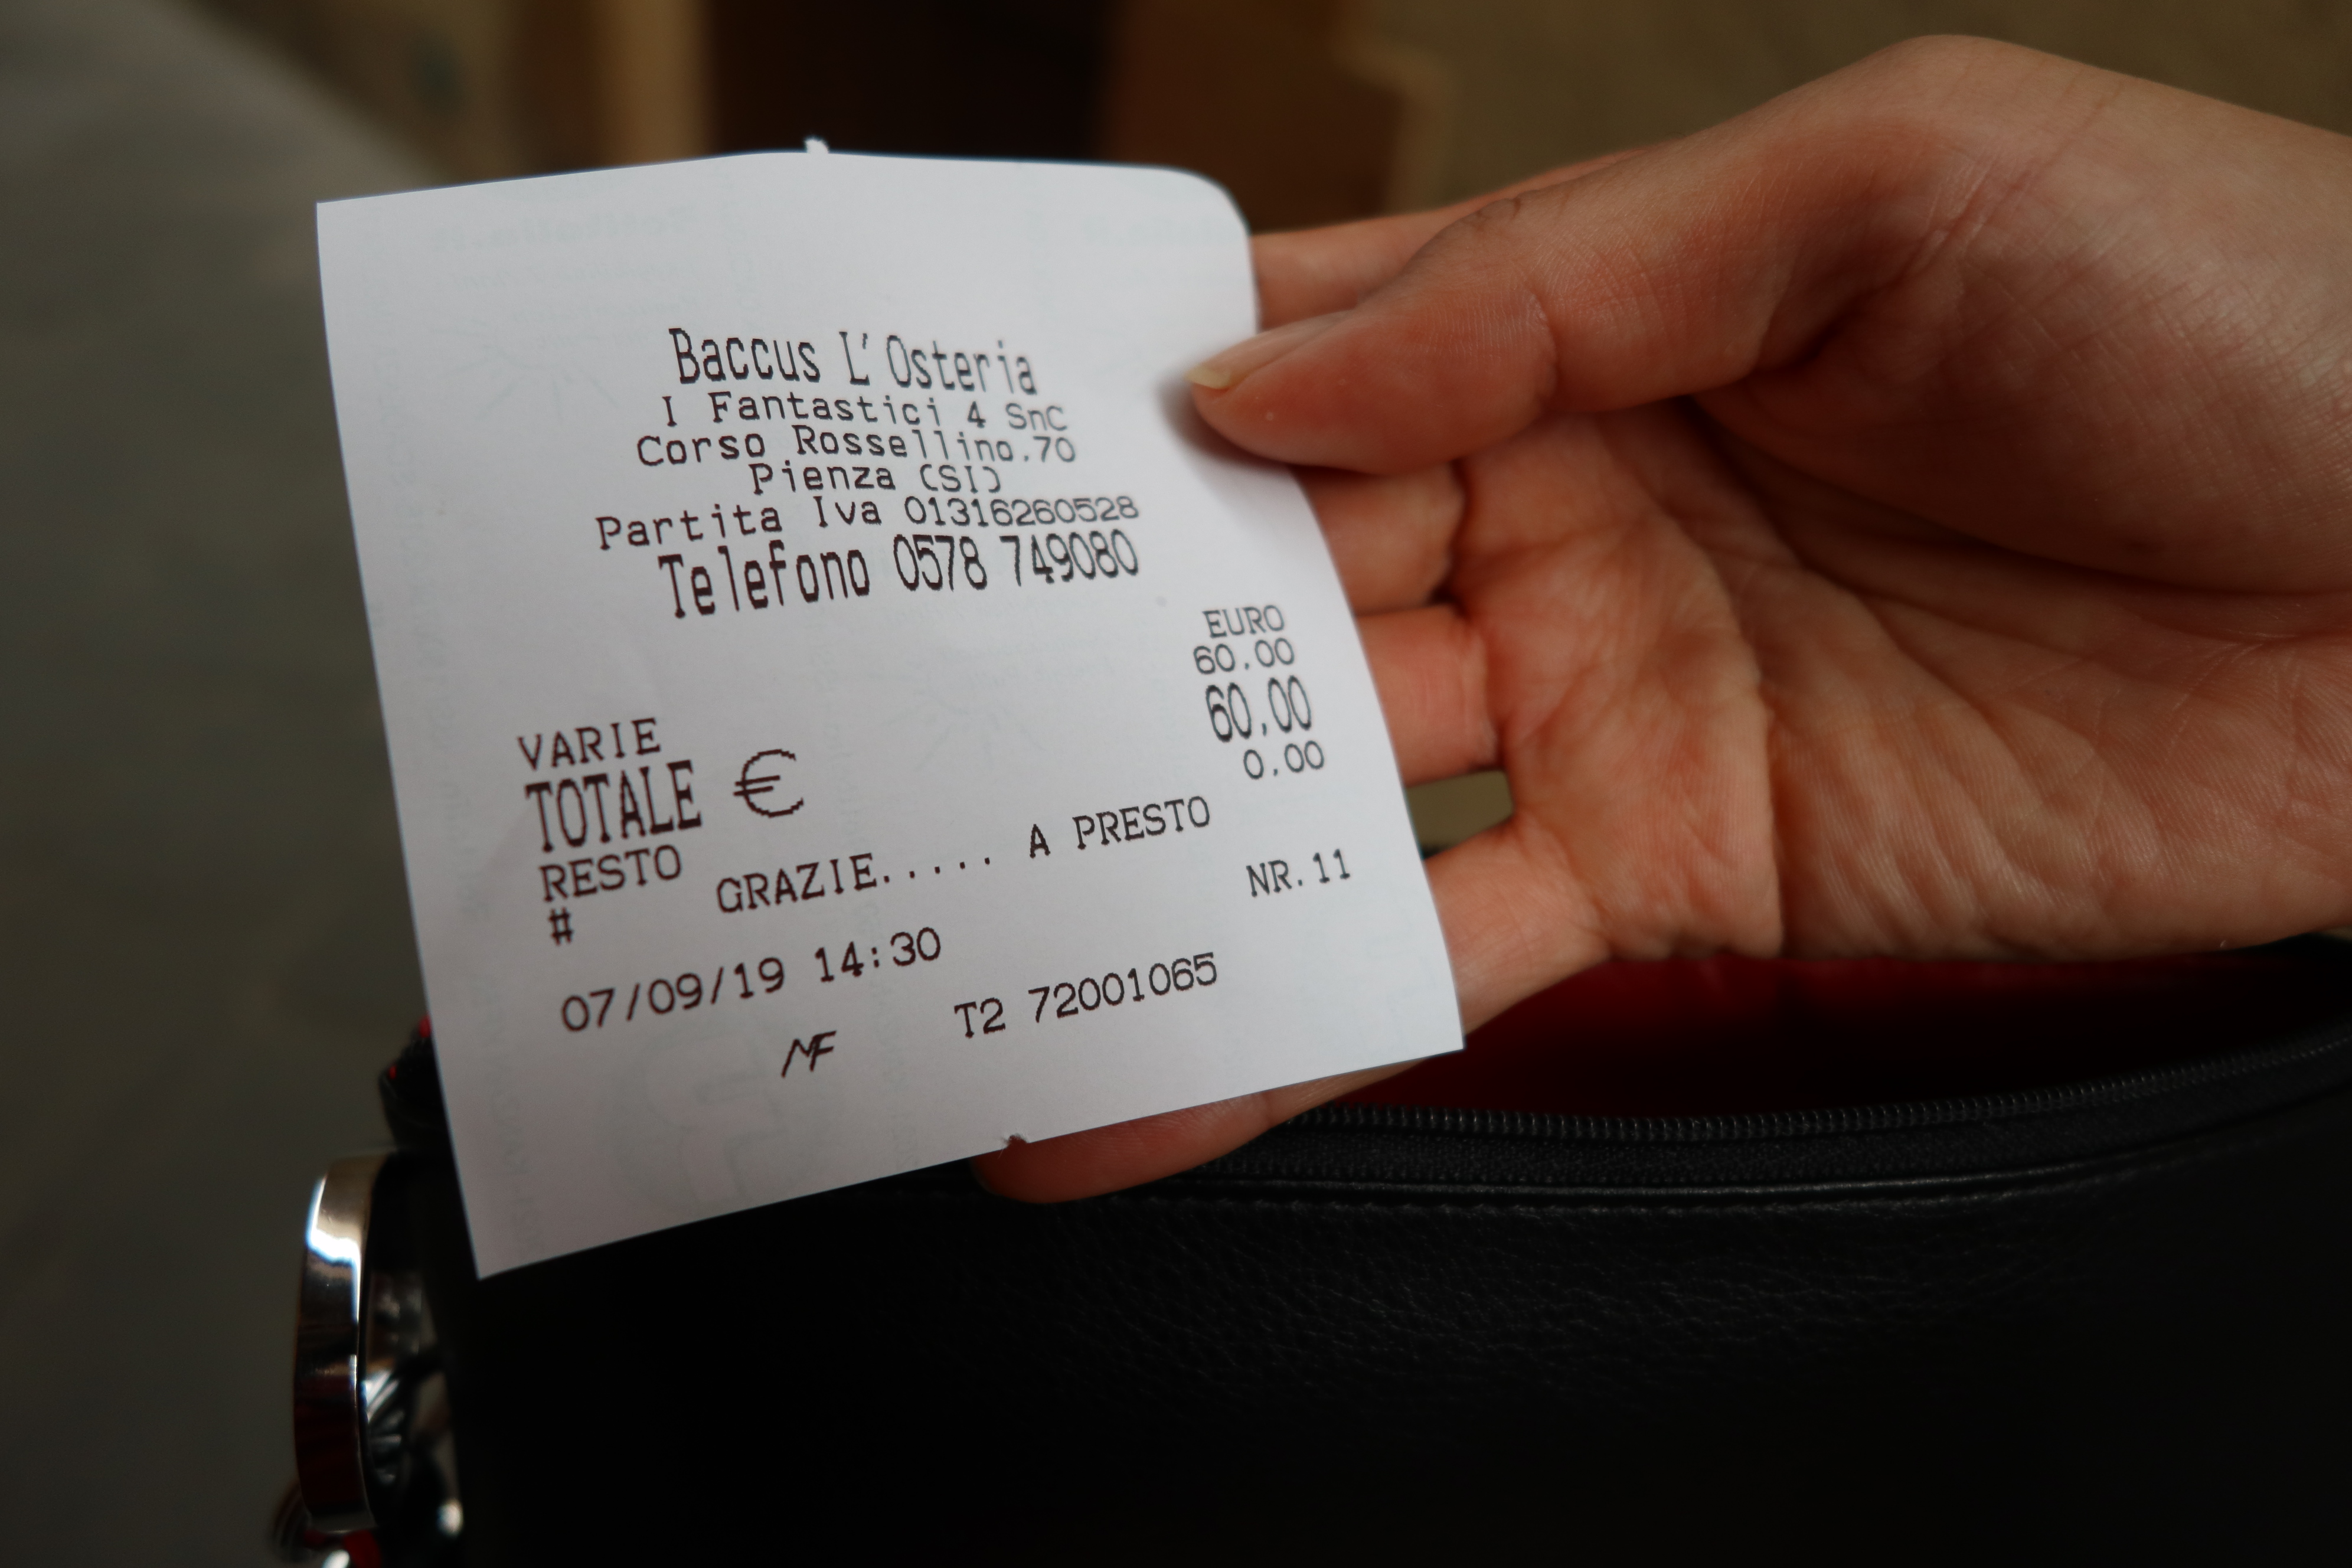 Baccus L'Osteria
I Fantastici 4 SnC
Corso Rossellino.70
Pienza (SI)
Partita Iva 01316260528
Telefono 0578 749080
EURO
VARIE 60.00
TOTALE € 60.00
RESTO 0.00
# GRAZIE..... A PRESTO
NR.11
07/09/19 14:30
MF T2 72001065